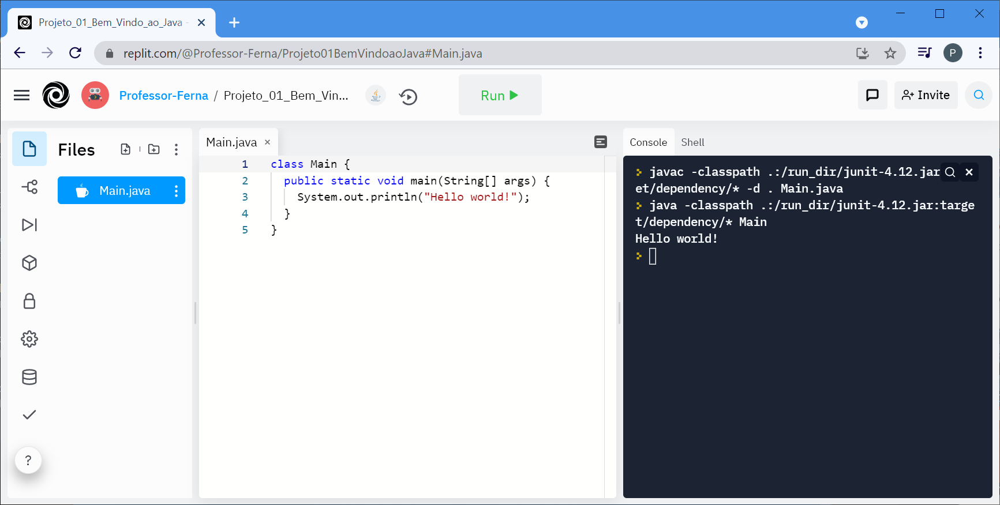 Projeto_01_Bem_Vindo_ao_Java -
replit.com/@Professor-Ferna/Projeto01BemVindoaoJava#Main.java
P
Professor-Ferna / Projeto_01_Bem_Vin...
Run
Invite
Files
Main.java
?
Main.java
1 class Main {
2 public static void main(String[] args) {
3 System.out.println("Hello world!");
4 }
5 }
Console Shell
javac -classpath .:/run_dir/junit-4.12.jar
et/dependency/* -d . Main.java
java -classpath .:/run_dir/junit-4.12.jar:targe
t/dependency/* Main
Hello world!